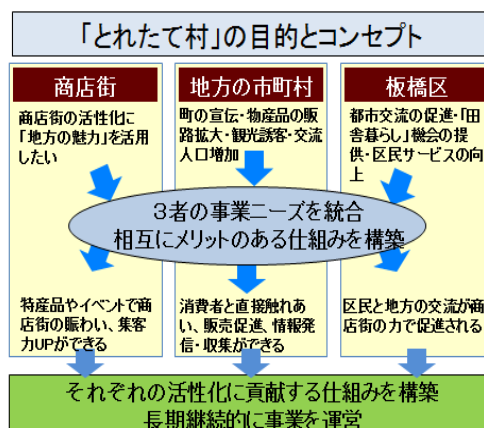 「とれたて村」の目的とコンセプト
商店街
商店街の活性化に
「地方の魅力」を活用
したい
地方の市町村
町の宣伝・物産品の販
路拡大・観光誘客・交流
人口増加
板橋区
都市交流の促進・「田
舎暮らし」機会の提
供・区民サービスの向
上
3者の事業ニーズを統合
相互にメリットのある仕組みを構築
特産品やイベントで商
店街の賑わい、集客
力UPができる
消費者と直接触れあ
い、販売促進、情報発
信・収集ができる
区民と地方の交流が商
店街の力で促進される
それぞれの活性化に貢献する仕組みを構築
長期継続的に事業を運営